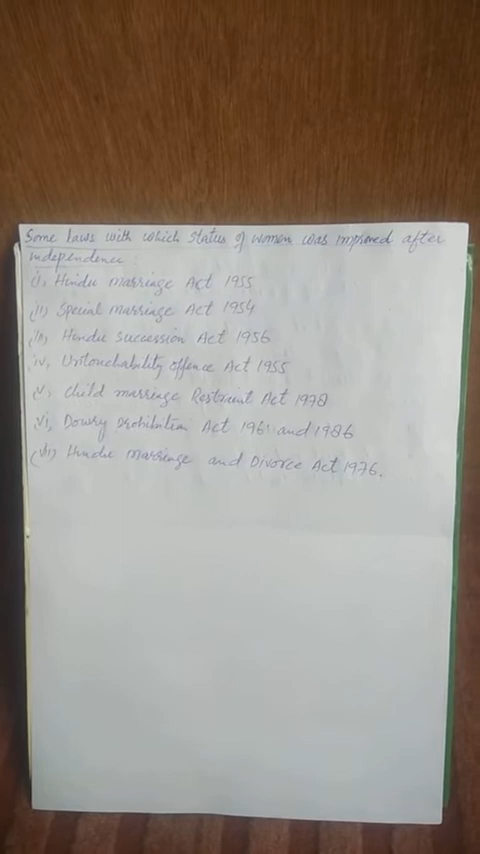 Some laws with which status of women was improved after
independence
(i) Hindu marriage Act 1955
(ii) Special marriage Act 1954
(iii) Hindu succession Act 1956
iv, Untouchability offence Act 1955
(v, Child marriage Restraint Act 1978
(vi, Dowry prohibition Act 1961 and 1986
(vii) Hindu marriage and Divorce Act 1976.